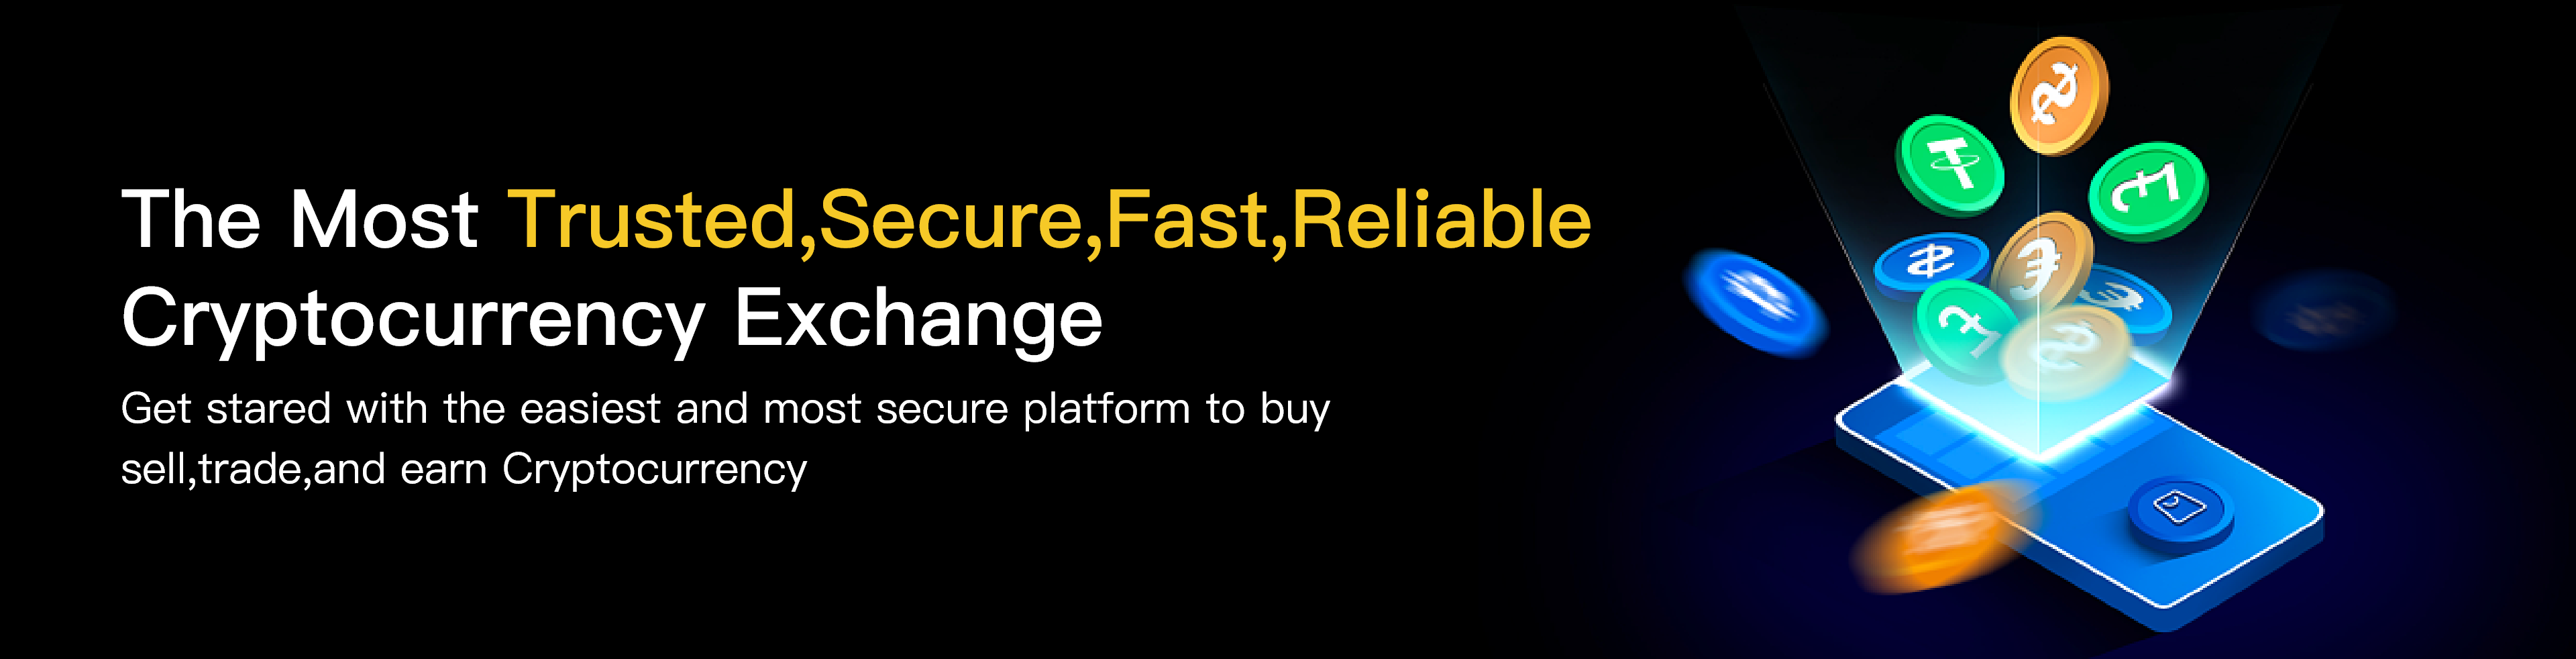 The Most Trusted,Secure,Fast,Reliable
Cryptocurrency Exchange
Get stared with the easiest and most secure platform to buy
sell,trade,and earn Cryptocurrency